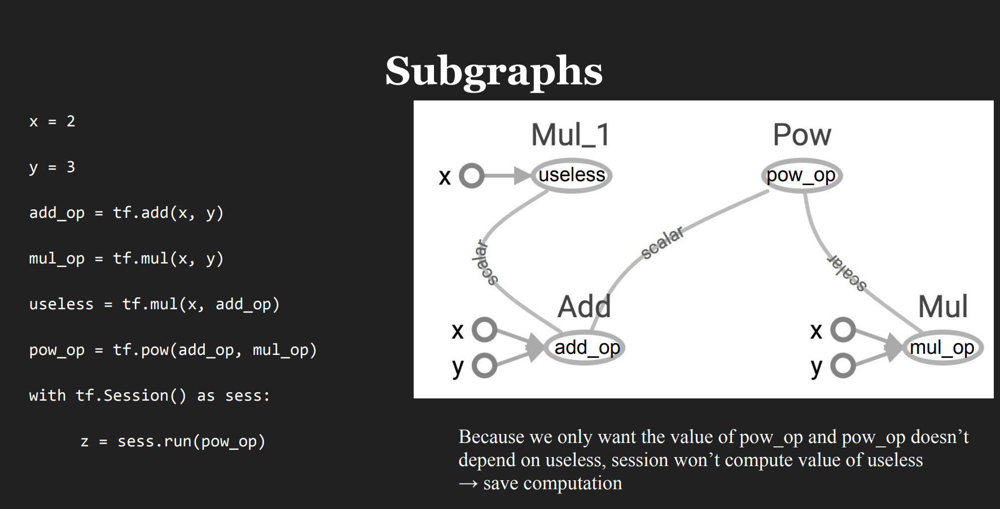 Subgraphs
x = 2
y = 3
add_op = tf.add(x, y)
mul_op = tf.mul(x, y)
useless = tf.mul(x, add_op)
pow_op = tf.pow(add_op, mul_op)
with tf.Session() as sess:
z = sess.run(pow_op)
Mul_1
Pow
x
useless
pow_op
scalar
scalar
scalar
Add
Mul
x
add_op
y
x
mul_op
y
Because we only want the value of pow_op and pow_op doesn’t
depend on useless, session won’t compute value of useless
→ save computation